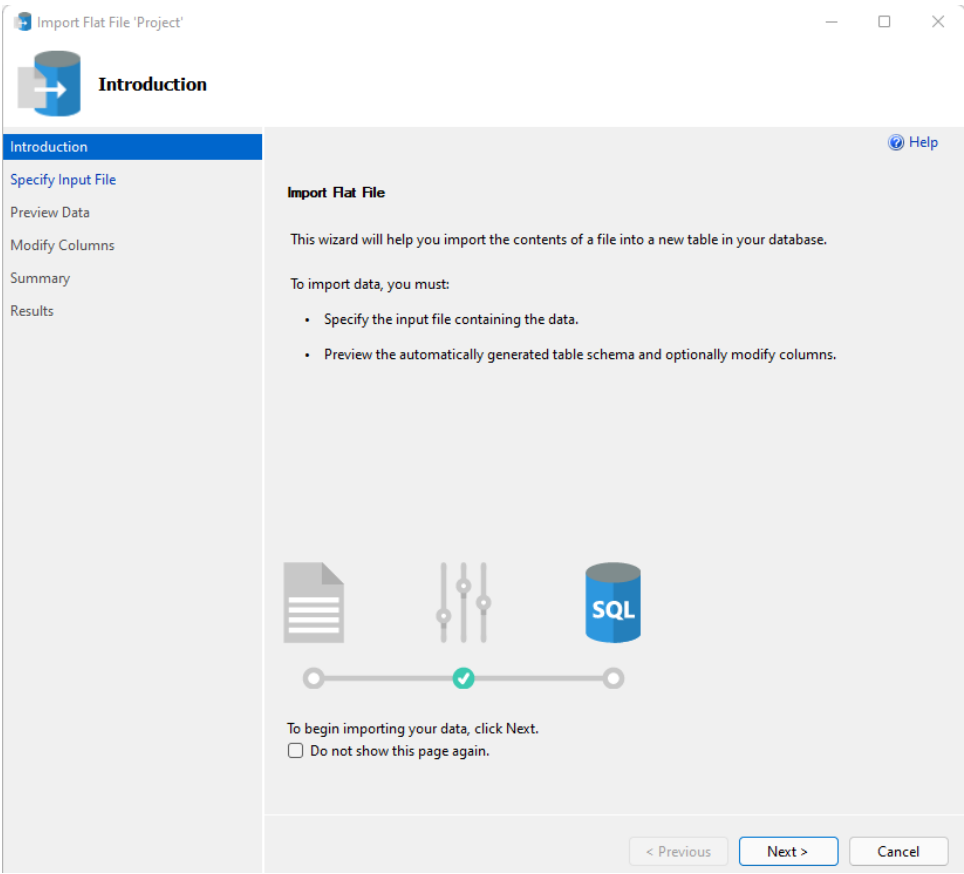 Import Flat File 'Project'
Introduction
Introduction
Specify Input File
Preview Data
Modify Columns
Summary
Results
Help
Import Flat File
This wizard will help you import the contents of a file into a new table in your database.
To import data, you must:
• Specify the input file containing the data.
• Preview the automatically generated table schema and optionally modify columns.
SQL
To begin importing your data, click Next.
Do not show this page again.
< Previous
Next >
Cancel